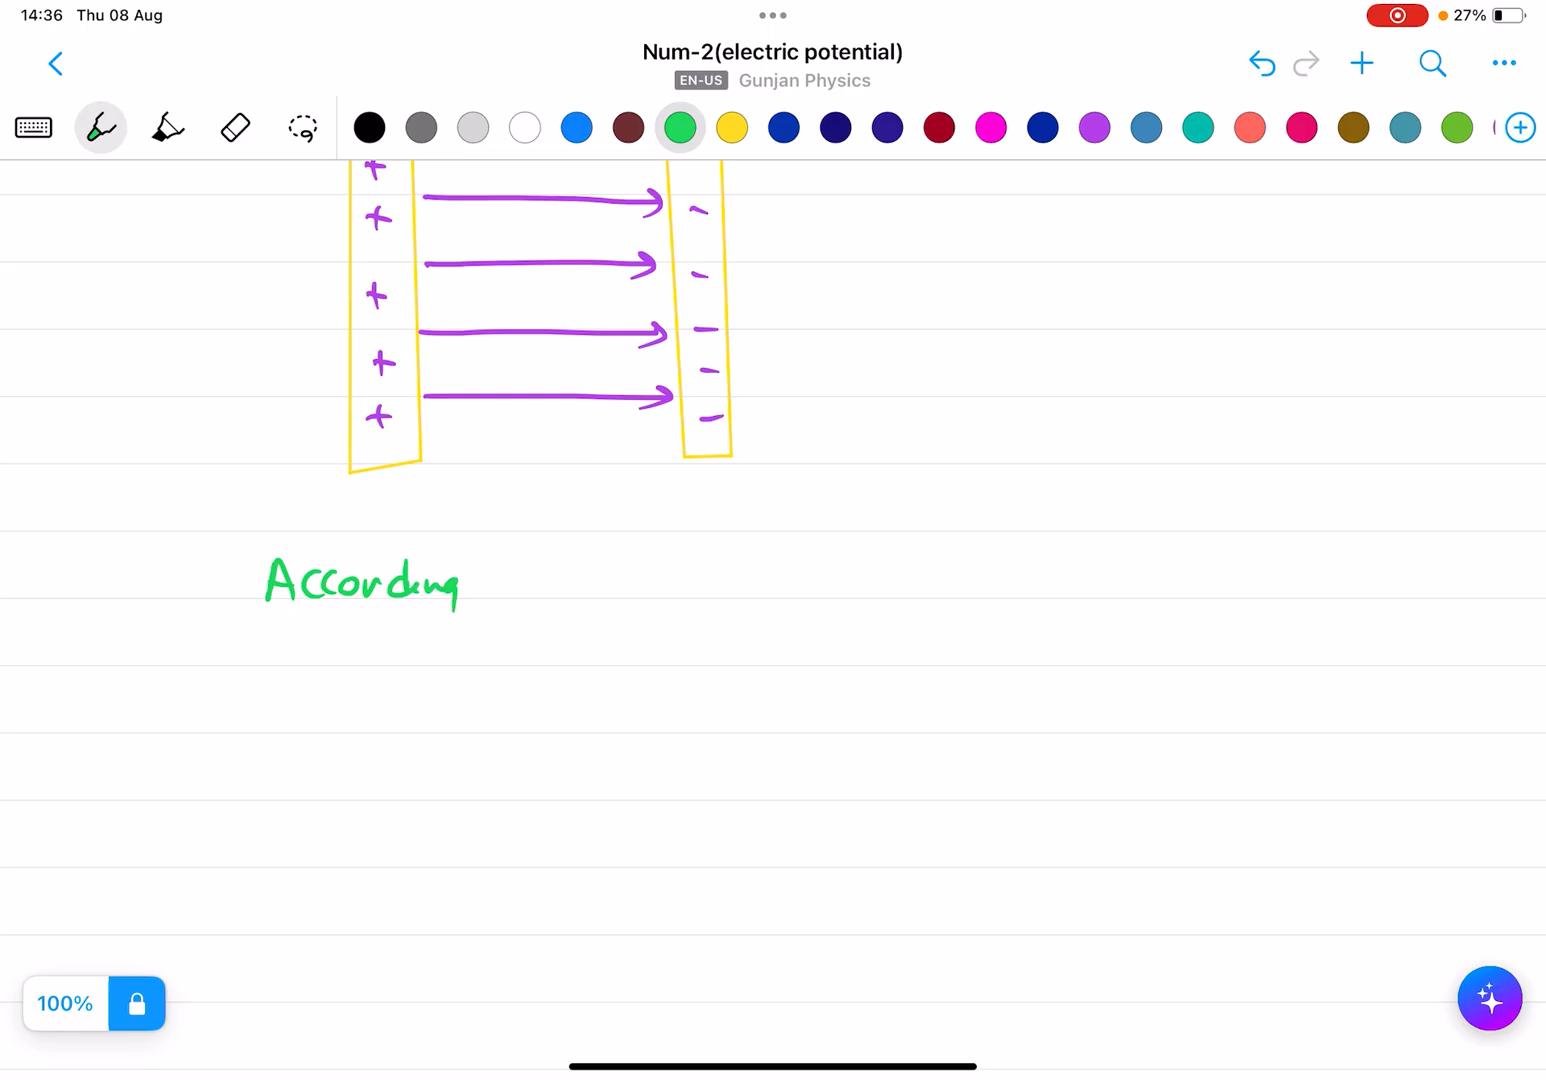 14:36 Thu 08 Aug
27%
Num-2(electric potential)
EN-US Gunjan Physics
+ -
+ -
+ -
+ -
+ -
According
100%